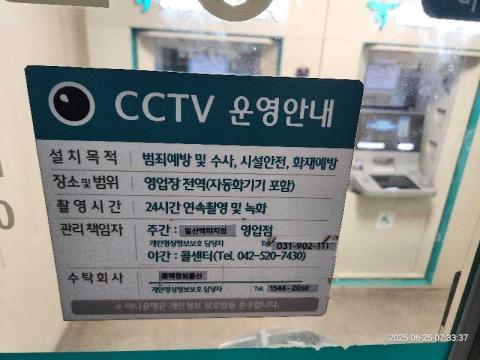 CCTV 운영안내
설치목적 범죄예방 및 수사, 시설안전, 화재예방
장소및범위 영업장 전역(자동화기기 포함)
촬영시간 24시간 연속촬영 및 녹화
관리책임자 주간: 일산백마지점 영업점
개인영상정보보호 담당자 Tel. 031-902-111
야간: 콜센터(Tel. 042-520-7430)
수탁회사
개인영상정보보호 담당자 Tel. 1544-2050
※ 하나은행은 개인정보 보호법을 준수합니다.
2025-06-25 07:33:37